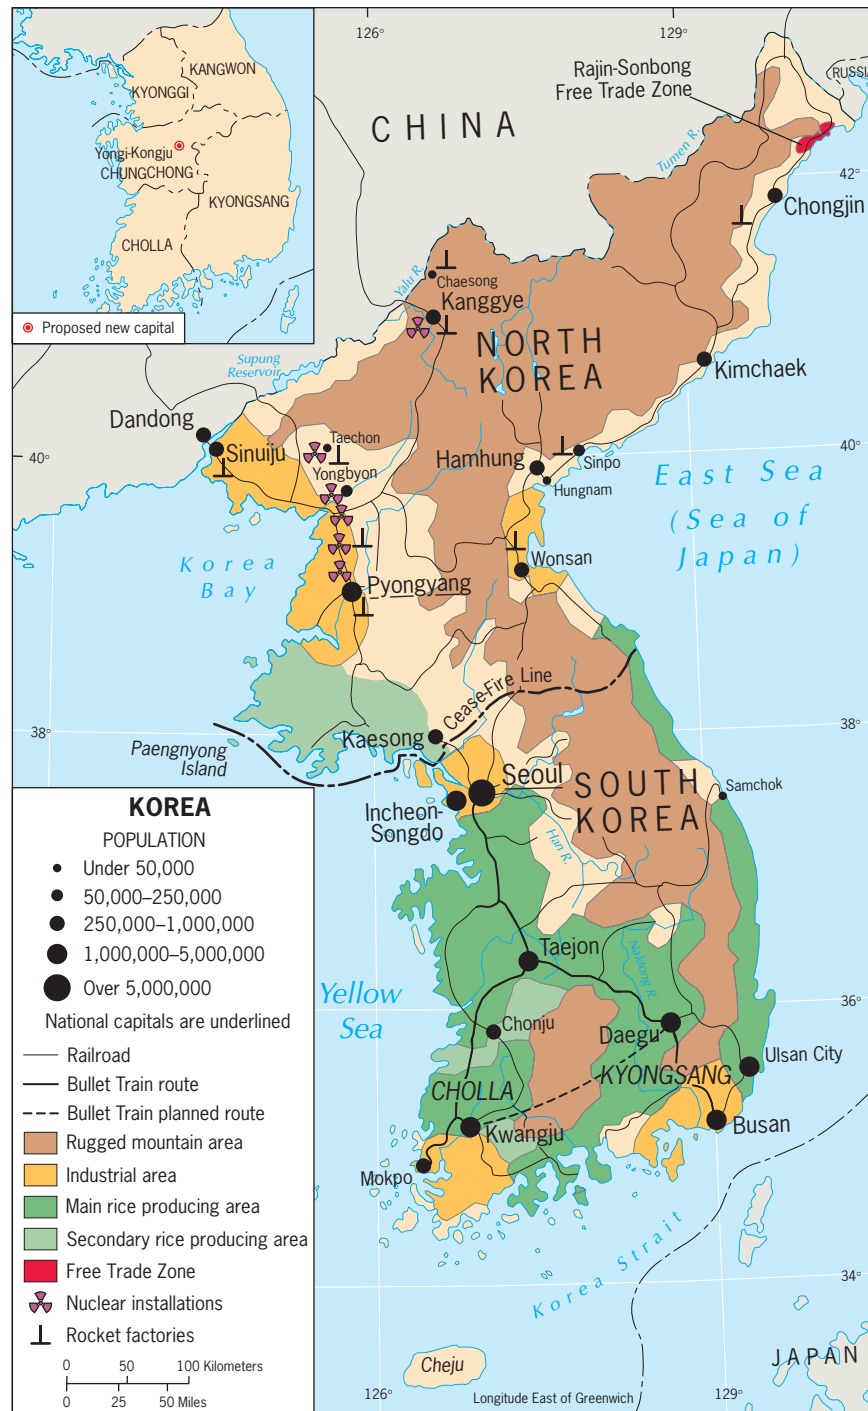 126°
129°
KANGWON
KYONGGI
Yongi-Kongju
CHUNGCHONG
KYONGSANG
CHOLLA
Proposed new capital
Rajin-Sonbong
Free Trade Zone
RUSSIA
CHINA
Tumen R.
42°
Chongjin
Yalu R.
Chaesong
Kanggye
NORTH
KOREA
Kimchaek
Supung
Reservoir
Dandong
Sinuiju
Taechon
Yongbyon
40°
40°
Hamhung
Sinpo
Hungnam
East Sea
(Sea of
Japan)
Korea
Bay
Wonsan
Pyongyang
Cease-Fire Line
38°
38°
Kaesong
Paengnyong
Island
Seoul
SOUTH
KOREA
Samchok
Incheon-
Songdo
Han R.
KOREA
POPULATION
Under 50,000
50,000–250,000
250,000–1,000,000
1,000,000–5,000,000
Over 5,000,000
National capitals are underlined
Railroad
Bullet Train route
Bullet Train planned route
Rugged mountain area
Industrial area
Main rice producing area
Secondary rice producing area
Free Trade Zone
Nuclear installations
Rocket factories
0 50 100 Kilometers
0 25 50 Miles
Taejon
Naktong R.
Yellow
Sea
36°
Chonju
Daegu
Ulsan City
CHOLLA
KYONGSANG
Kwangju
Busan
Mokpo
Korea Strait
34°
Cheju
JAPAN
126°
Longitude East of Greenwich
129°